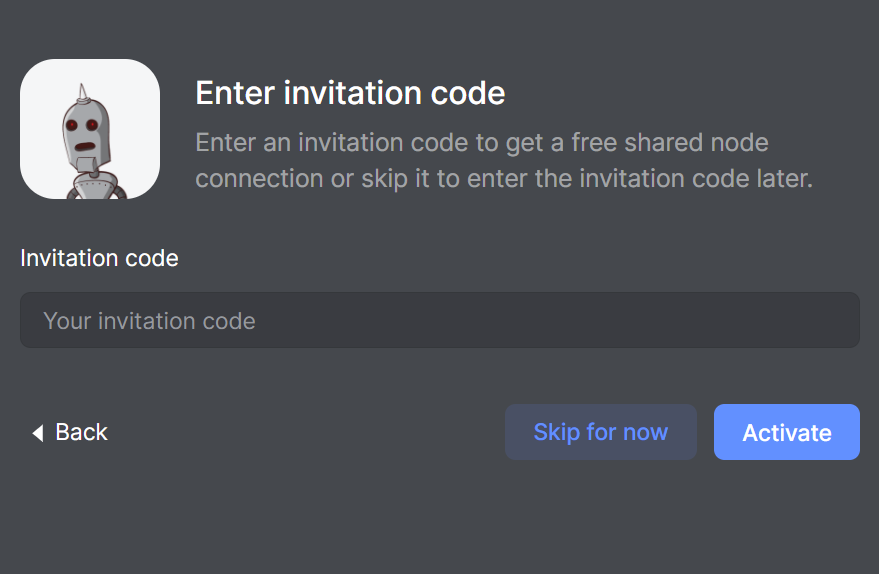 Enter invitation code
Enter an invitation code to get a free shared node
connection or skip it to enter the invitation code later.
Invitation code
Your invitation code
Back
Skip for now
Activate